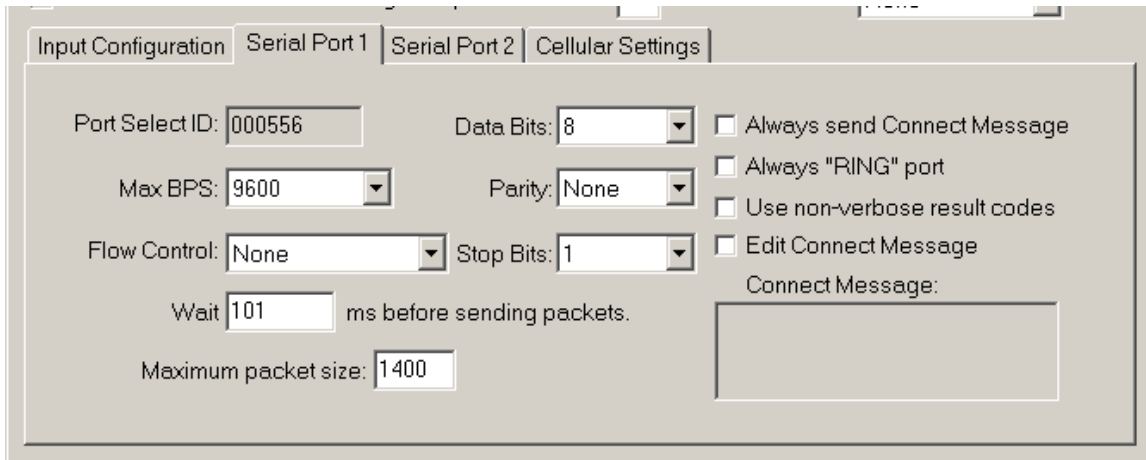 Input Configuration Serial Port 1 Serial Port 2 Cellular Settings
Port Select ID: 000556 Data Bits: 8 Always send Connect Message
Always "RING" port
Max BPS: 9600 Parity: None
Use non-verbose result codes
Flow Control: None Stop Bits: 1 Edit Connect Message
Connect Message:
Wait 101 ms before sending packets.
Maximum packet size: 1400